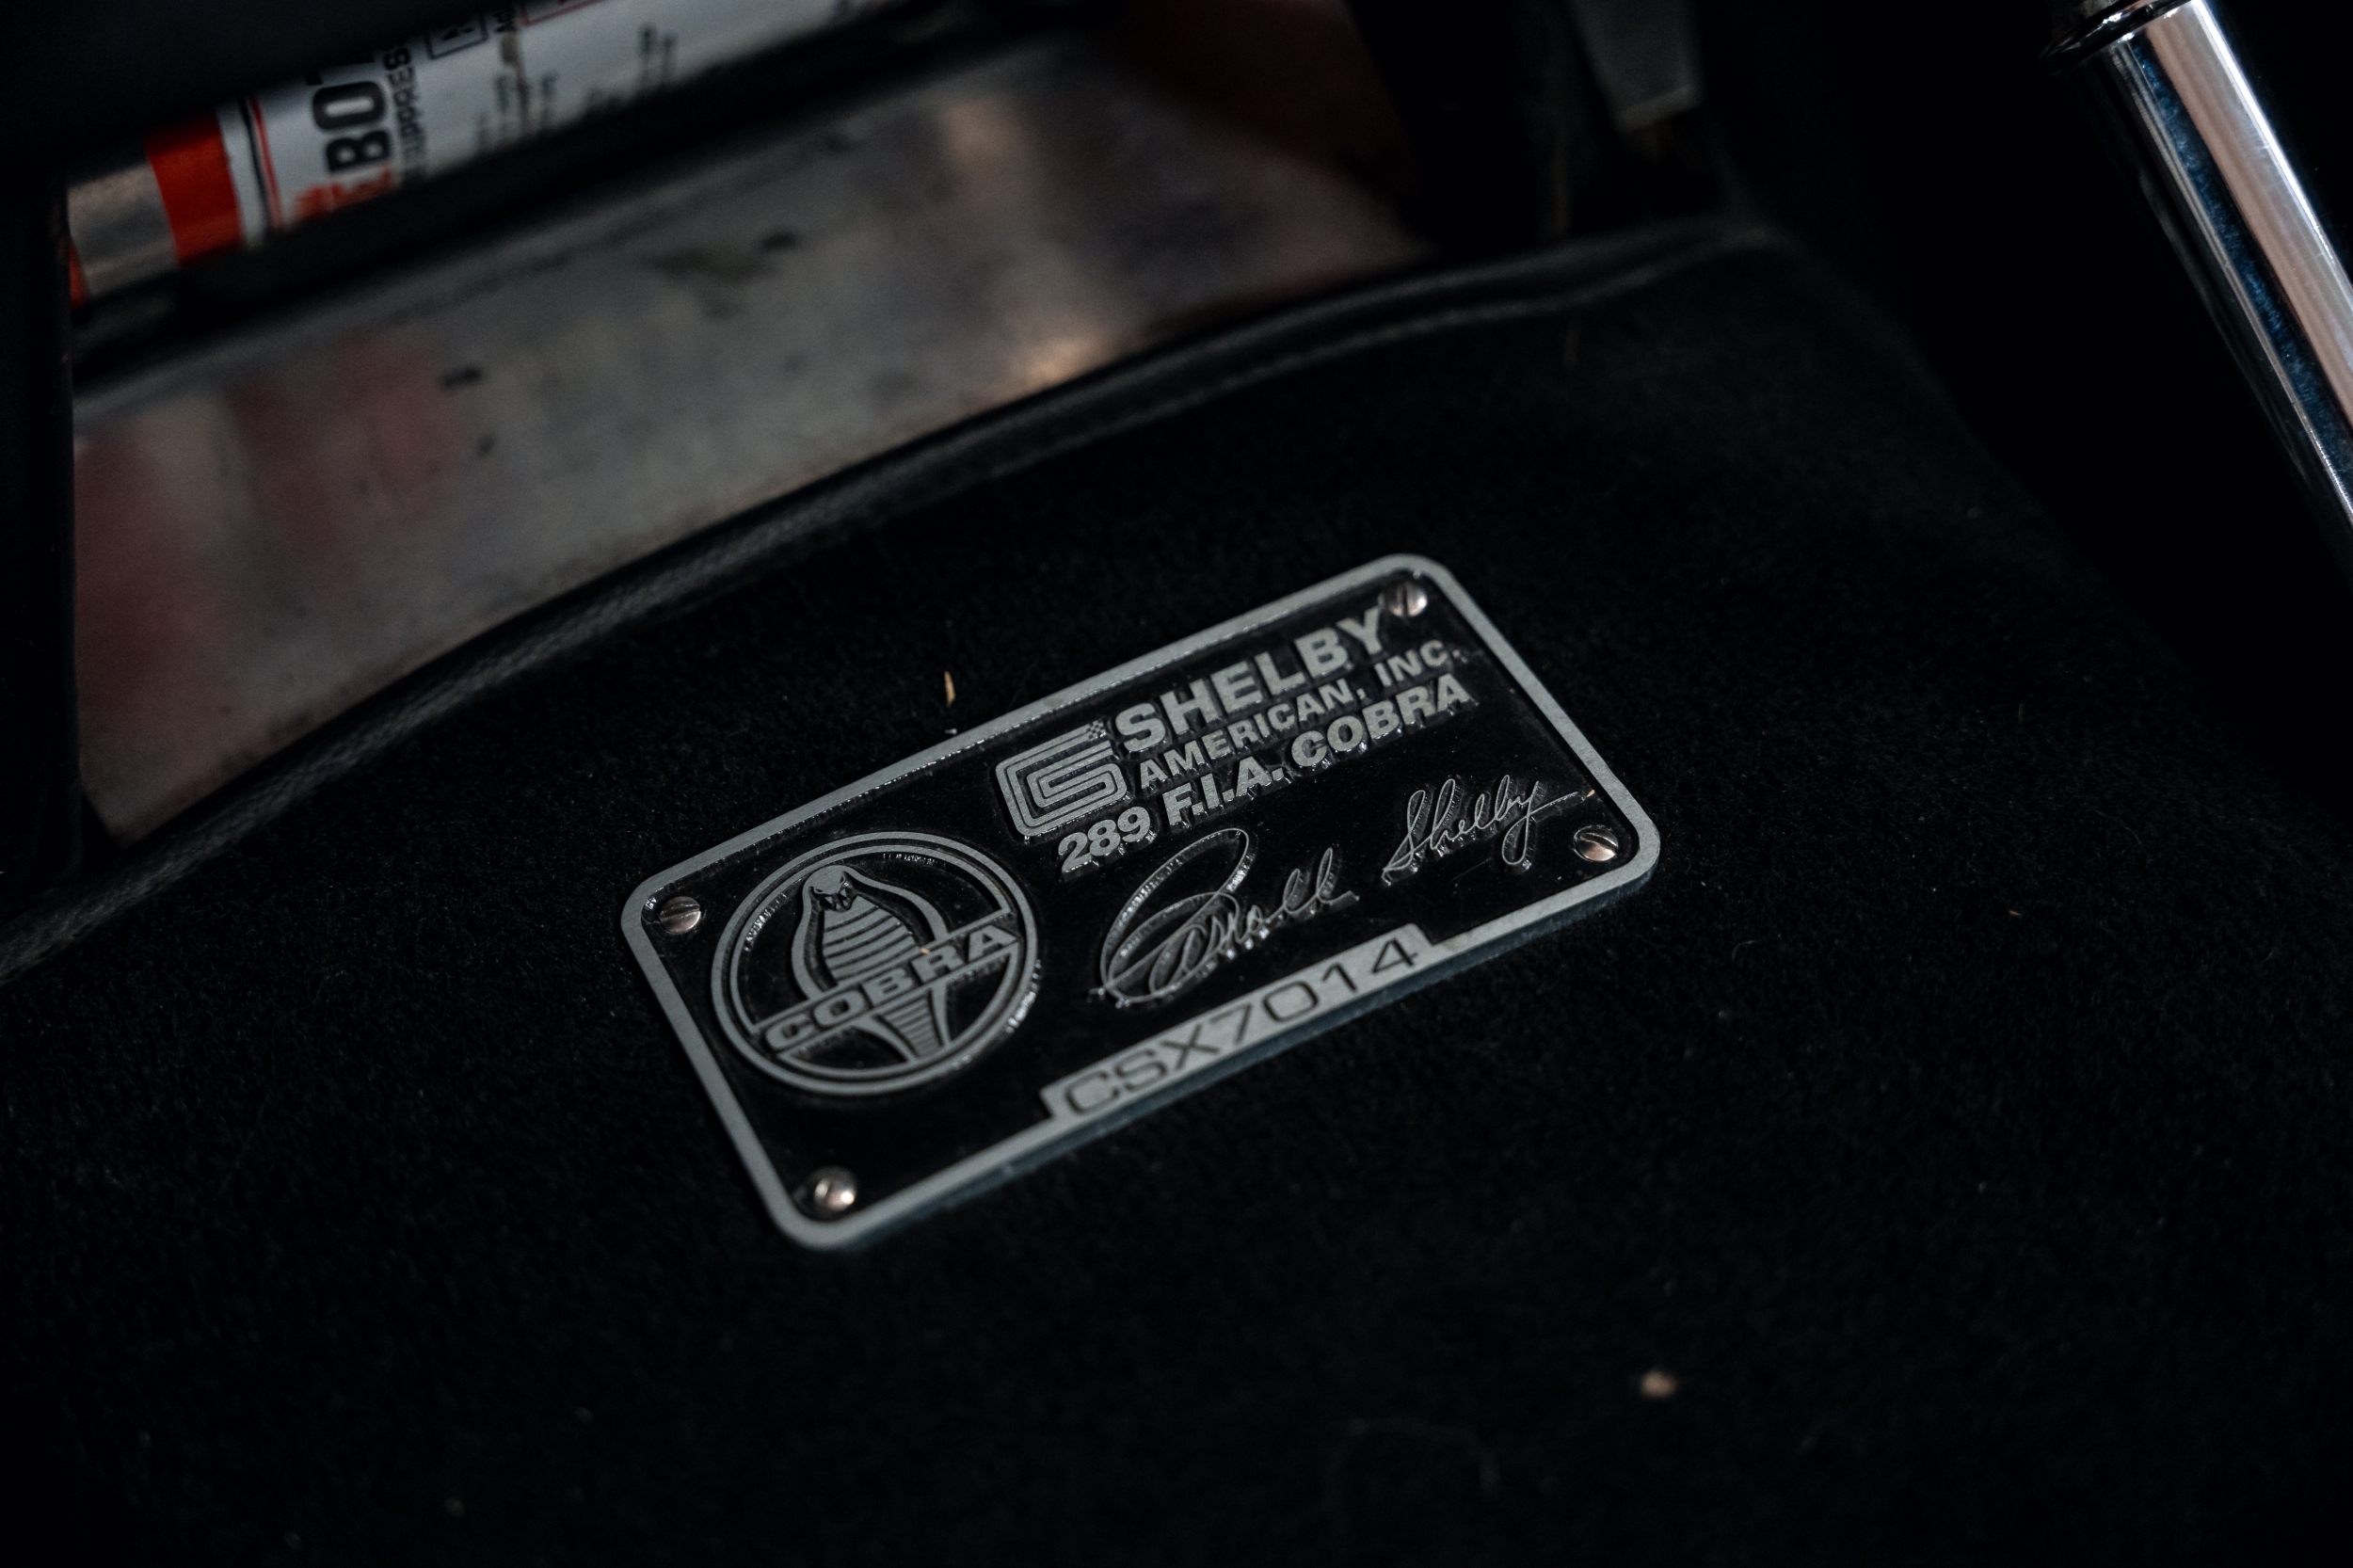 SHELBY
AMERICAN, INC.
289 F.I.A. COBRA
Carroll Shelby
COBRA
CSX7014